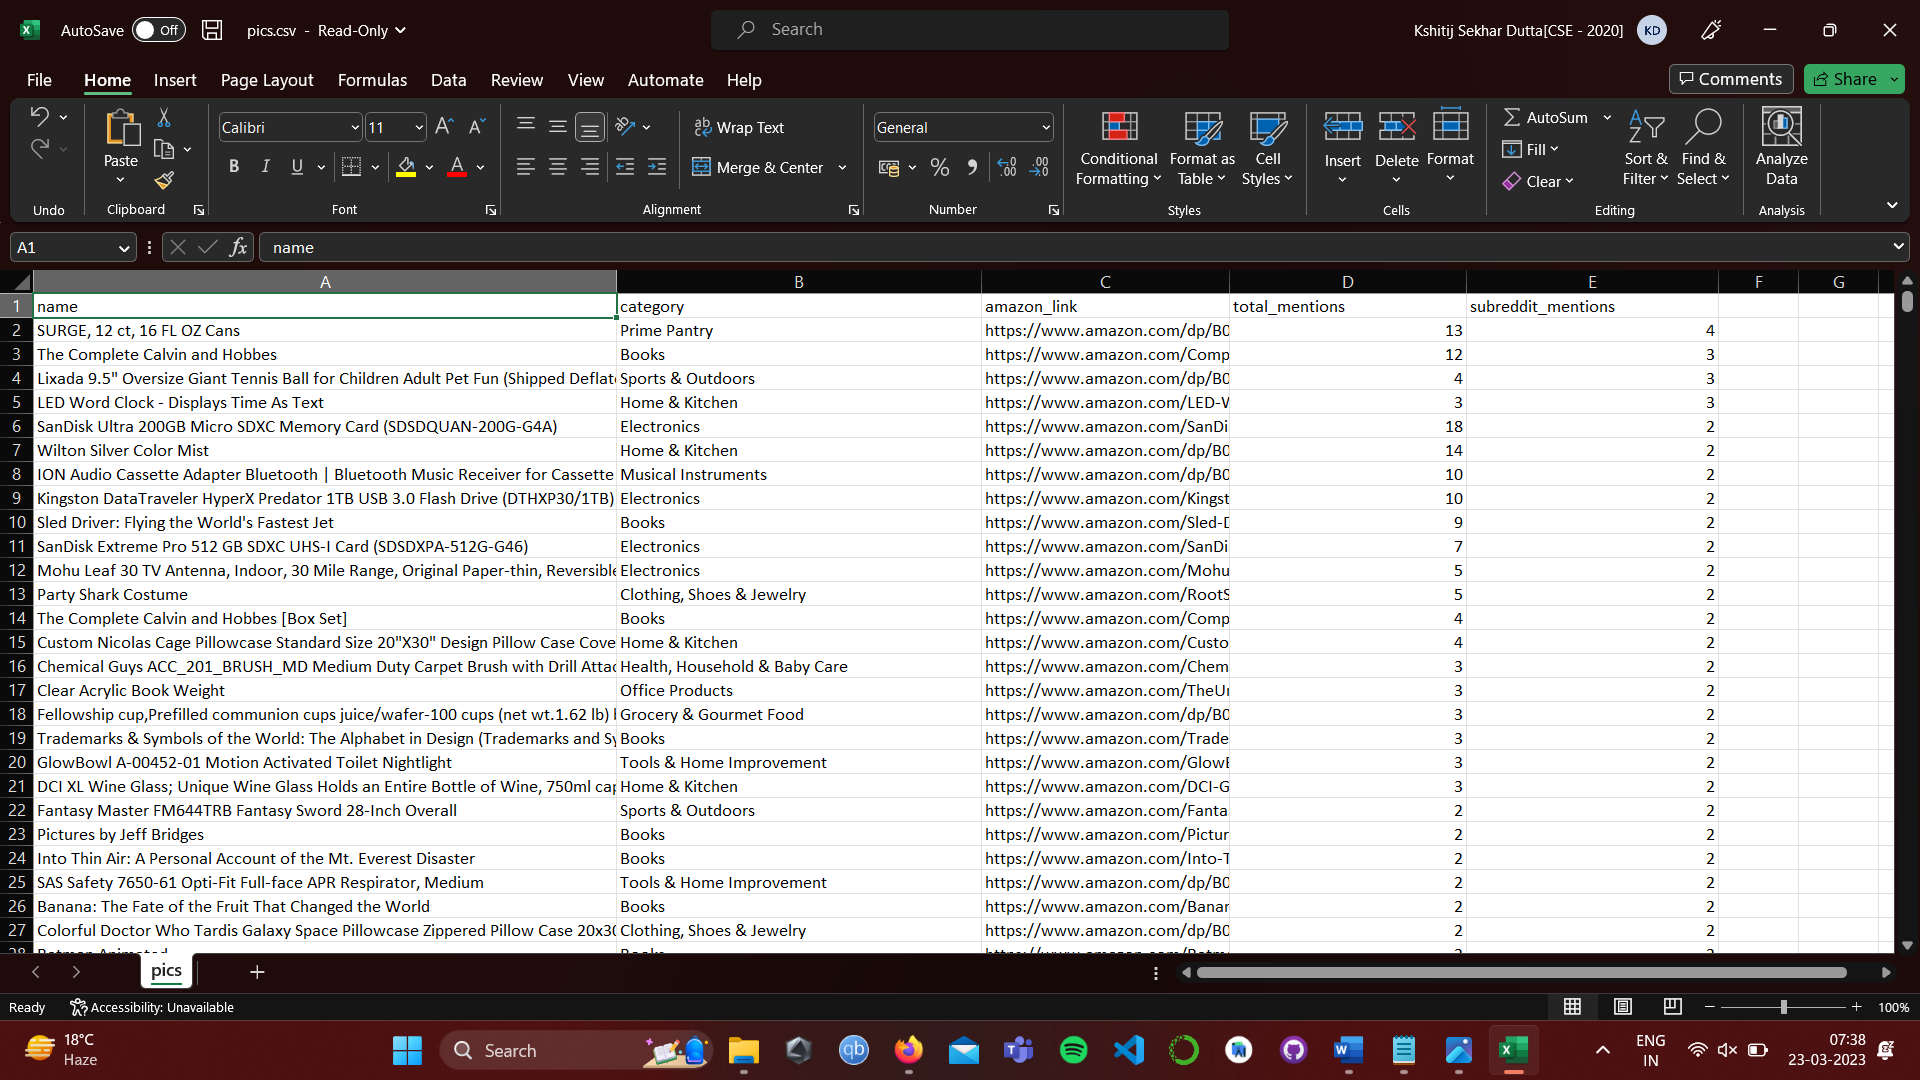 AutoSave Off pics.csv - Read-Only Search Kshitij Sekhar Dutta[CSE - 2020] KD
File Home Insert Page Layout Formulas Data Review View Automate Help Comments Share
Calibri 11 ab Wrap Text General AutoSum
Paste B I U Merge & Center % Conditional Formatting Format as Table Cell Styles Insert Delete Format Fill Clear Sort & Filter Find & Select Analyze Data
Undo Clipboard Font Alignment Number Styles Cells Editing Analysis
A1 fx name
A B C D E F G
1 name category amazon_link total_mentions subreddit_mentions
2 SURGE, 12 ct, 16 FL OZ Cans Prime Pantry https://www.amazon.com/dp/B0 13 4
3 The Complete Calvin and Hobbes Books https://www.amazon.com/Comp 12 3
4 Lixada 9.5" Oversize Giant Tennis Ball for Children Adult Pet Fun (Shipped Deflat Sports & Outdoors https://www.amazon.com/dp/B0 4 3
5 LED Word Clock - Displays Time As Text Home & Kitchen https://www.amazon.com/LED-W 3 3
6 SanDisk Ultra 200GB Micro SDXC Memory Card (SDSDQUAN-200G-G4A) Electronics https://www.amazon.com/SanDi 18 2
7 Wilton Silver Color Mist Home & Kitchen https://www.amazon.com/dp/B0 14 2
8 ION Audio Cassette Adapter Bluetooth | Bluetooth Music Receiver for Cassette Musical Instruments https://www.amazon.com/dp/B0 10 2
9 Kingston DataTraveler HyperX Predator 1TB USB 3.0 Flash Drive (DTHXP30/1TB) Electronics https://www.amazon.com/Kingst 10 2
10 Sled Driver: Flying the World's Fastest Jet Books https://www.amazon.com/Sled-D 9 2
11 SanDisk Extreme Pro 512 GB SDXC UHS-I Card (SDSDXPA-512G-G46) Electronics https://www.amazon.com/SanDi 7 2
12 Mohu Leaf 30 TV Antenna, Indoor, 30 Mile Range, Original Paper-thin, Reversible Electronics https://www.amazon.com/Mohu 5 2
13 Party Shark Costume Clothing, Shoes & Jewelry https://www.amazon.com/RootS 5 2
14 The Complete Calvin and Hobbes [Box Set] Books https://www.amazon.com/Comp 4 2
15 Custom Nicolas Cage Pillowcase Standard Size 20"X30" Design Pillow Case Cove Home & Kitchen https://www.amazon.com/Custo 4 2
16 Chemical Guys ACC_201_BRUSH_MD Medium Duty Carpet Brush with Drill Attac Health, Household & Baby Care https://www.amazon.com/Chem 3 2
17 Clear Acrylic Book Weight Office Products https://www.amazon.com/TheUn 3 2
18 Fellowship cup,Prefilled communion cups juice/wafer-100 cups (net wt.1.62 lb) Grocery & Gourmet Food https://www.amazon.com/dp/B0 3 2
19 Trademarks & Symbols of the World: The Alphabet in Design (Trademarks and Sy Books https://www.amazon.com/Trade 3 2
20 GlowBowl A-00452-01 Motion Activated Toilet Nightlight Tools & Home Improvement https://www.amazon.com/GlowB 3 2
21 DCI XL Wine Glass; Unique Wine Glass Holds an Entire Bottle of Wine, 750ml cap Home & Kitchen https://www.amazon.com/DCI-G 3 2
22 Fantasy Master FM644TRB Fantasy Sword 28-Inch Overall Sports & Outdoors https://www.amazon.com/Fanta 2 2
23 Pictures by Jeff Bridges Books https://www.amazon.com/Pictur 2 2
24 Into Thin Air: A Personal Account of the Mt. Everest Disaster Books https://www.amazon.com/Into-T 2 2
25 SAS Safety 7650-61 Opti-Fit Full-face APR Respirator, Medium Tools & Home Improvement https://www.amazon.com/dp/B0 2 2
26 Banana: The Fate of the Fruit That Changed the World Books https://www.amazon.com/Banan 2 2
27 Colorful Doctor Who Tardis Galaxy Space Pillowcase Zippered Pillow Case 20x30 Clothing, Shoes & Jewelry https://www.amazon.com/dp/B0 2 2
pics
Ready Accessibility: Unavailable 100%
18°C
Haze
Search
qb
ENG
IN
07:38
23-03-2023